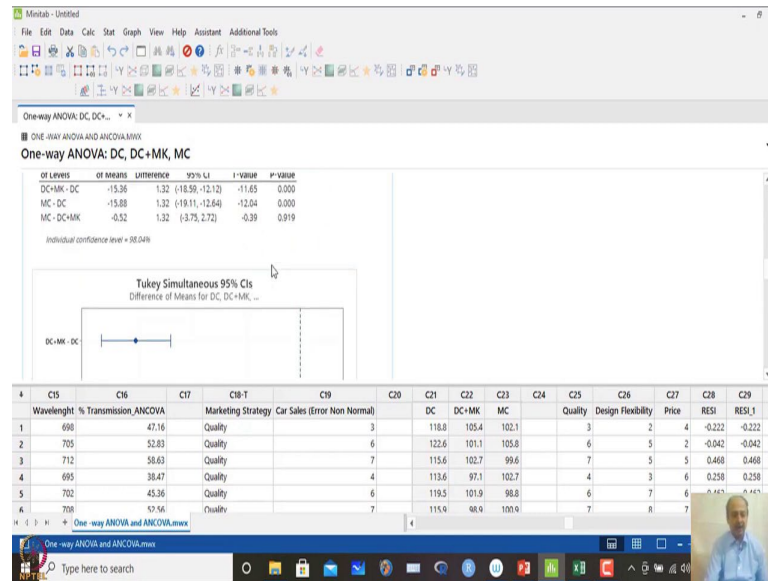 Minitab - Untitled
File Edit Data Calc Stat Graph View Help Assistant Additional Tools
One-way ANOVA: DC, DC+... × 
ONE -WAY ANOVA AND ANCOVA.MWX
One-way ANOVA: DC, DC+MK, MC
of Levels of Means Difference 95% CI T-Value P-Value
DC+MK - DC -15.36 1.32 (-18.59, -12.12) -11.65 0.000
MC - DC -15.88 1.32 (-19.11, -12.64) -12.04 0.000
MC - DC+MK -0.52 1.32 (-3.75, 2.72) -0.39 0.919
Individual confidence level = 98.04%
Tukey Simultaneous 95% CIs
Difference of Means for DC, DC+MK, ...
DC+MK - DC
C15 C16 C17 C18-T C19 C20 C21 C22 C23 C24 C25 C26 C27 C28 C29
Wavelenght % Transmission_ANCOVA Marketing Strategy Car Sales (Error Non Normal) DC DC+MK MC Quality Design Flexibility Price RESI RESI_1
1 698 47.16 Quality 3 118.8 105.4 102.1 3 2 4 -0.222 -0.222
2 705 52.83 Quality 6 122.6 101.1 105.8 6 5 2 -0.042 -0.042
3 712 58.63 Quality 7 115.6 102.7 99.6 7 5 5 0.468 0.468
4 695 38.47 Quality 4 113.6 97.1 102.7 4 3 6 0.258 0.258
5 702 45.36 Quality 6 119.5 101.9 98.8 6 7 6
6 708 52.56 Quality 7 115.9 98.9 100.9 7 8 7
One -way ANOVA and ANCOVA.mwx
One -way ANOVA and ANCOVA.mwx
Type here to search
NPTEL